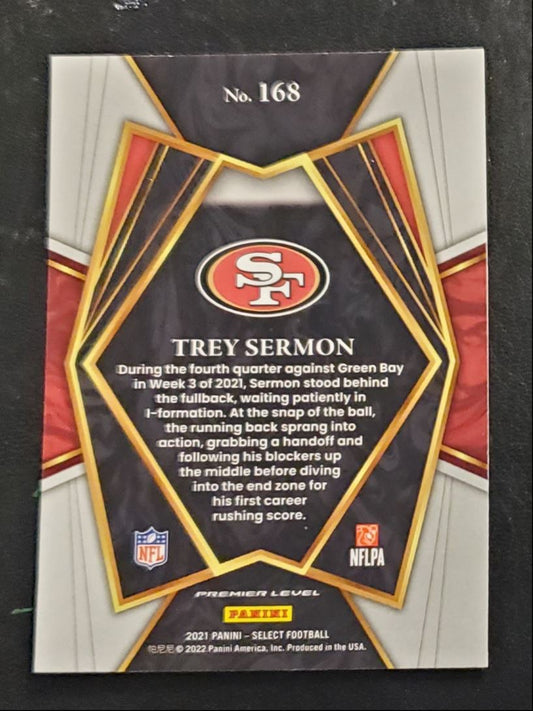 No. 168
SF
TREY SERMON
During the fourth quarter against Green Bay
in Week 3 of 2021, Sermon stood behind
the fullback, waiting patiently in
I-formation. At the snap of the ball,
the running back sprang into
action, grabbing a handoff and
following his blockers up
the middle before diving
into the end zone for
his first career
rushing score.
NFL
NFLPA
PREMIER LEVEL
PANINI
2021 PANINI – SELECT FOOTBALL
帕尼尼 © 2022 Panini America, Inc. Produced in the USA.